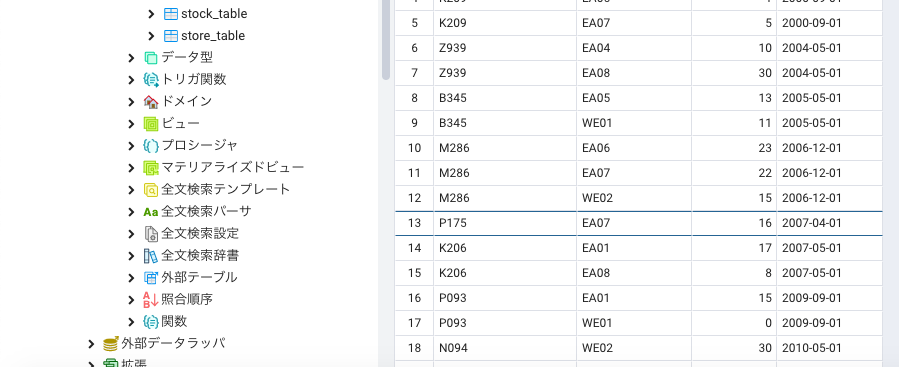 stock_table
store_table
データ型
トリガ関数
ドメイン
ビュー
プロシージャ
マテリアライズドビュー
全文検索テンプレート
Aa 全文検索パーサ
全文検索設定
全文検索辞書
外部テーブル
照合順序
関数
外部データラッパ
拡張
5 K209 EA07 5 2000-09-01
6 Z939 EA04 10 2004-05-01
7 Z939 EA08 30 2004-05-01
8 B345 EA05 13 2005-05-01
9 B345 WE01 11 2005-05-01
10 M286 EA06 23 2006-12-01
11 M286 EA07 22 2006-12-01
12 M286 WE02 15 2006-12-01
13 P175 EA07 16 2007-04-01
14 K206 EA01 17 2007-05-01
15 K206 EA08 8 2007-05-01
16 P093 EA01 15 2009-09-01
17 P093 WE01 0 2009-09-01
18 N094 WE02 30 2010-05-01